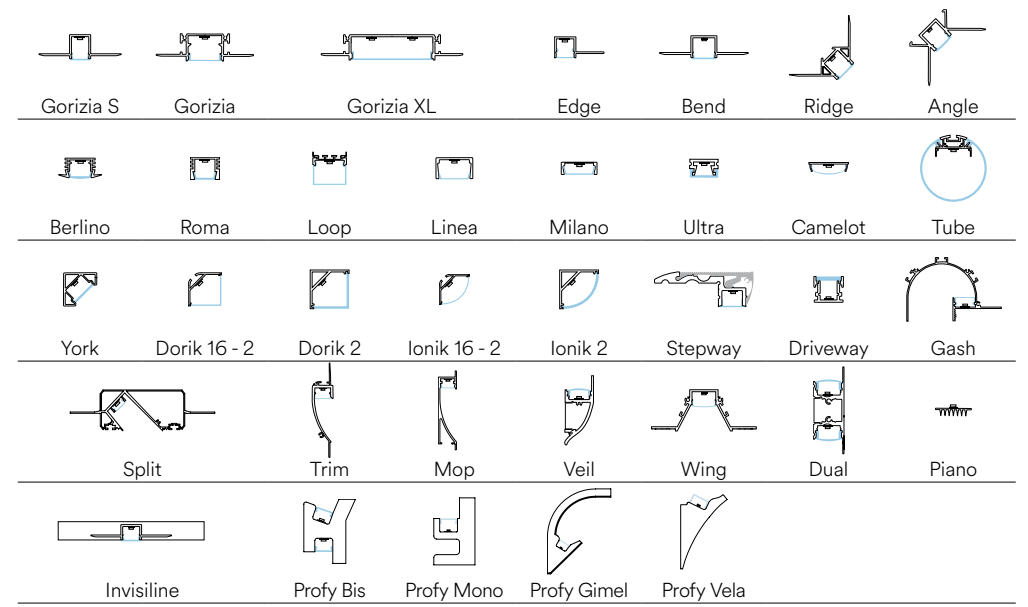 Gorizia S Gorizia Gorizia XL Edge Bend Ridge Angle
Berlino Roma Loop Linea Milano Ultra Camelot Tube
York Dorik 16 - 2 Dorik 2 Ionik 16 - 2 Ionik 2 Stepway Driveway Gash
Split Trim Mop Veil Wing Dual Piano
Invisiline Profy Bis Profy Mono Profy Gimel Profy Vela